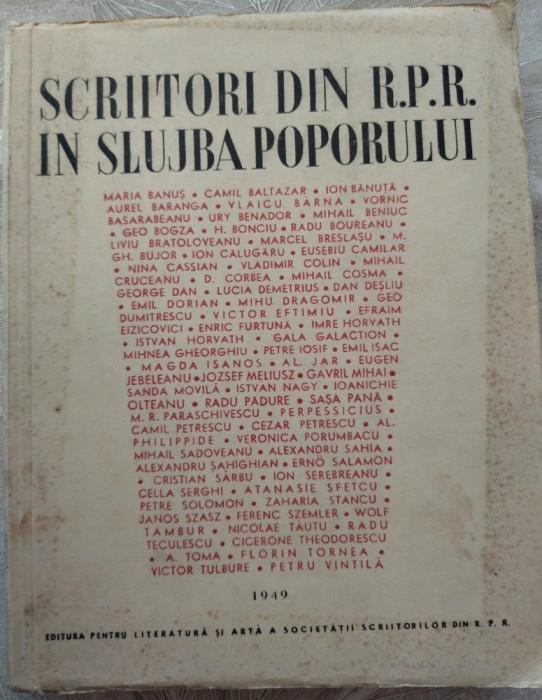 SCRIITORI DIN R.P.R.
IN SLUJBA POPORULUI
MARIA BANUȘ • CAMIL BALTAZAR • ION BĂNUȚĂ •
AUREL BARANGA • VLAICU BÂRNA • VORNIC
BASARABEANU • URY BENADOR • MIHAIL BENIUC
• GEO BOGZA • H. BONCIU • RADU BOUREANU •
LIVIU BRATOLOVEANU • MARCEL BRESLAȘU • M.
GH. BUJOR • ION CALUGĂRU • EUSEBIU CAMILAR
• NINA CASSIAN • VLADIMIR COLIN • MIHAIL
CRUCEANU • D. CORBEA • MIHAIL COSMA •
GEORGE DAN • LUCIA DEMETRIUS • DAN DEȘLIU
• EMIL DORIAN • MIHU DRAGOMIR • GEO
DUMITRESCU • VICTOR EFTIMIU • EFRAIM
EIZICOVICI • ENRIC FURTUNĂ • IMRE HORVATH
• ISTVAN HORVATH • GALA GALACTION •
MIHNEA GHEORGHIU • PETRE IOSIF • EMIL ISAC
• MAGDA ISANOS • AL. JAR • EUGEN
JEBELEANU • JOZSEF MELIUSZ • GAVRIL MIHAI •
SANDA MOVILĂ • ISTVAN NAGY • IOANICHIE
OLTEANU • RADU PADURE • SAȘA PANĂ •
M. R. PARASCHIVESCU • PERPESSICIUS •
CAMIL PETRESCU • CEZAR PETRESCU • AL.
PHILIPPIDE • VERONICA PORUMBACU •
MIHAIL SADOVEANU • ALEXANDRU SAHIA •
ALEXANDRU ȘAHIGHIAN • ERNÖ SALAMON
• CRISTIAN SÂRBU • ION SEREBREANU •
CELLA SERGHI • ATANASIE SFETCU •
PETRE SOLOMON • ZAHARIA STANCU •
JANOS SZASZ • FERENC SZEMLER • WOLF
TAMBUR • NICOLAE TĂUTU • RADU
TECULESCU • CICERONE THEODORESCU
• A. TOMA • FLORIN TORNEA •
VICTOR TULBURE • PETRU VINTILĂ
1949
EDITURA PENTRU LITERATURĂ ȘI ARTĂ A SOCIETĂȚII SCRIITORILOR DIN R. P. R.